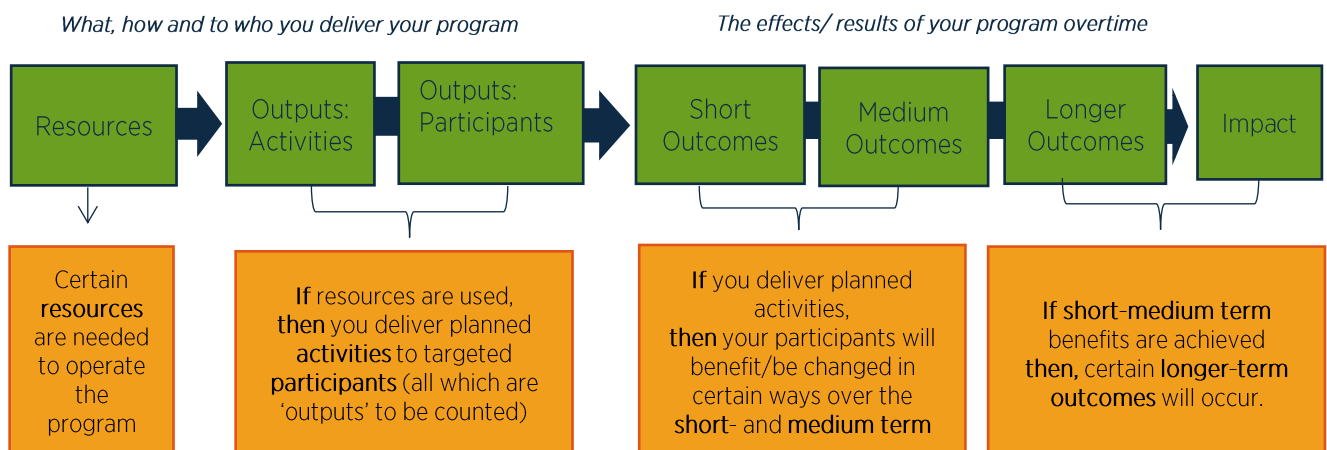 What, how and to who you deliver your program
The effects/ results of your program overtime
Resources
Outputs:
Activities
Outputs:
Participants
Short
Outcomes
Medium
Outcomes
Longer
Outcomes
Impact
Certain
resources
are needed
to operate
the
program
If resources are used,
then you deliver planned
activities to targeted
participants (all which are
‘outputs’ to be counted)
If you deliver planned
activities,
then your participants will
benefit/be changed in
certain ways over the
short- and medium term
If short-medium term
benefits are achieved
then, certain longer-term
outcomes will occur.